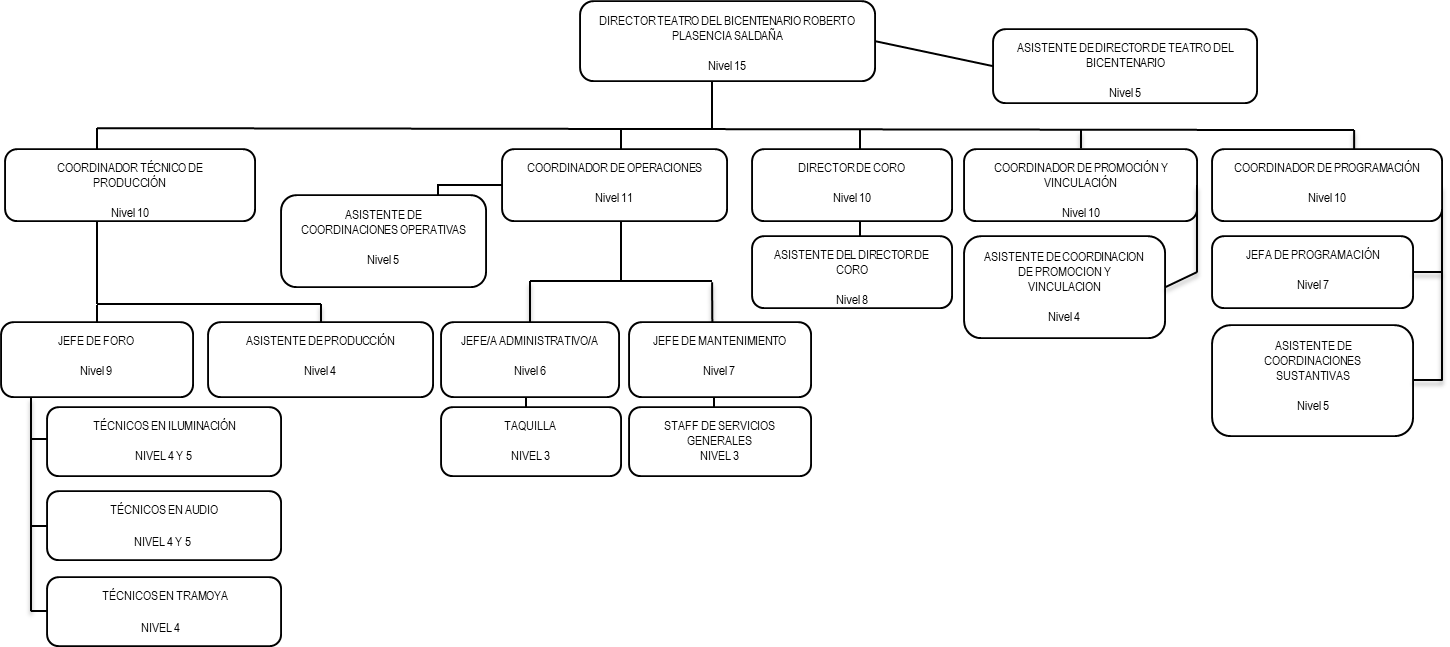 DIRECTOR TEATRO DEL BICENTENARIO ROBERTO
PLASENCIA SALDAÑA
Nivel 15
ASISTENTE DE DIRECTOR DE TEATRO DEL
BICENTENARIO
Nivel 5
COORDINADOR TÉCNICO DE
PRODUCCIÓN
Nivel 10
COORDINADOR DE OPERACIONES
Nivel 11
DIRECTOR DE CORO
Nivel 10
COORDINADOR DE PROMOCIÓN Y
VINCULACIÓN
Nivel 10
COORDINADOR DE PROGRAMACIÓN
Nivel 10
ASISTENTE DE
COORDINACIONES OPERATIVAS
Nivel 5
ASISTENTE DEL DIRECTOR DE
CORO
Nivel 8
ASISTENTE DE COORDINACION
DE PROMOCION Y
VINCULACION
Nivel 4
JEFA DE PROGRAMACIÓN
Nivel 7
JEFE DE FORO
Nivel 9
ASISTENTE DE PRODUCCIÓN
Nivel 4
JEFE/A ADMINISTRATIVO/A
Nivel 6
JEFE DE MANTENIMIENTO
Nivel 7
ASISTENTE DE
COORDINACIONES
SUSTANTIVAS
Nivel 5
TÉCNICOS EN ILUMINACIÓN
NIVEL 4 Y 5
TAQUILLA
NIVEL 3
STAFF DE SERVICIOS
GENERALES
NIVEL 3
TÉCNICOS EN AUDIO
NIVEL 4 Y 5
TÉCNICOS EN TRAMOYA
NIVEL 4